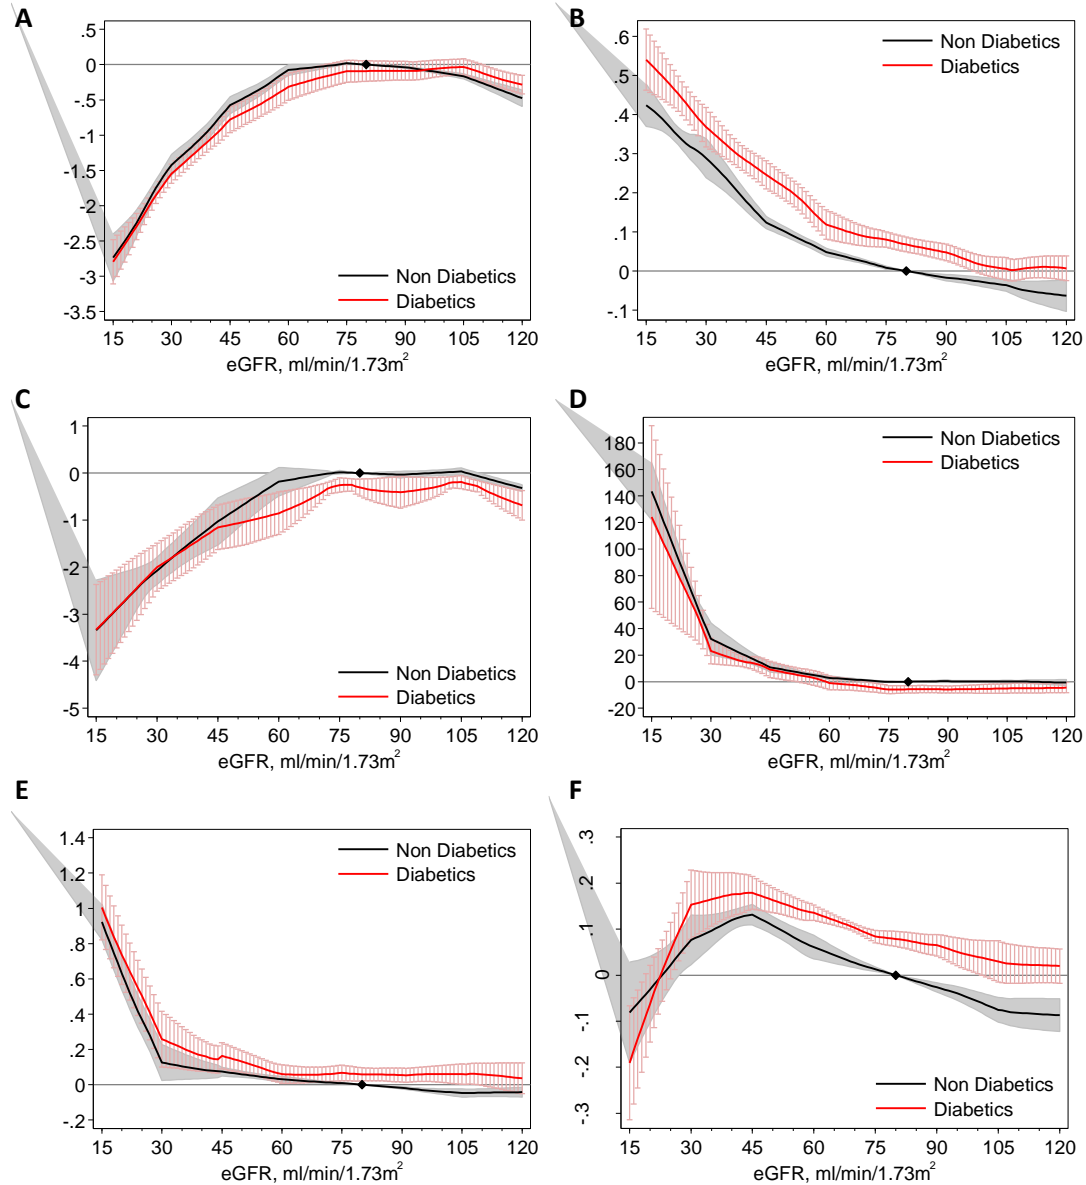 A
.5
0
-.5
-1
-1.5
-2
-2.5
-3
-3.5
Non Diabetics
Diabetics
15 30 45 60 75 90 105 120
eGFR, ml/min/1.73m²
B
.6
.5
.4
.3
.2
.1
0
-.1
Non Diabetics
Diabetics
15 30 45 60 75 90 105 120
eGFR, ml/min/1.73m²
C
1
0
-1
-2
-3
-4
-5
Non Diabetics
Diabetics
15 30 45 60 75 90 105 120
eGFR, ml/min/1.73m²
D
180
160
140
120
100
80
60
40
20
0
-20
Non Diabetics
Diabetics
15 30 45 60 75 90 105 120
eGFR, ml/min/1.73m²
E
1.4
1.2
1
.8
.6
.4
.2
0
-.2
Non Diabetics
Diabetics
15 30 45 60 75 90 105 120
eGFR, ml/min/1.73m²
F
.3
.2
.1
0
-.1
-.2
-.3
Non Diabetics
Diabetics
15 30 45 60 75 90 105 120
eGFR, ml/min/1.73m²